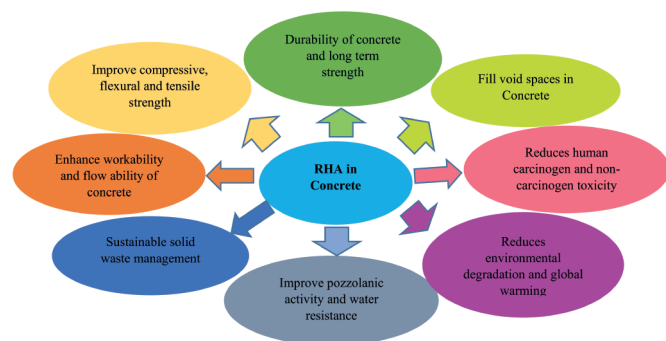 Durability of concrete
and long term
strength
Improve compressive,
flexural and tensile
strength
Fill void spaces in
Concrete
Enhance workability
and flow ability of
concrete
RHA in
Concrete
Reduces human
carcinogen and non-
carcinogen toxicity
Sustainable solid
waste management
Reduces
environmental
degradation and global
warming
Improve pozzolanic
activity and water
resistance